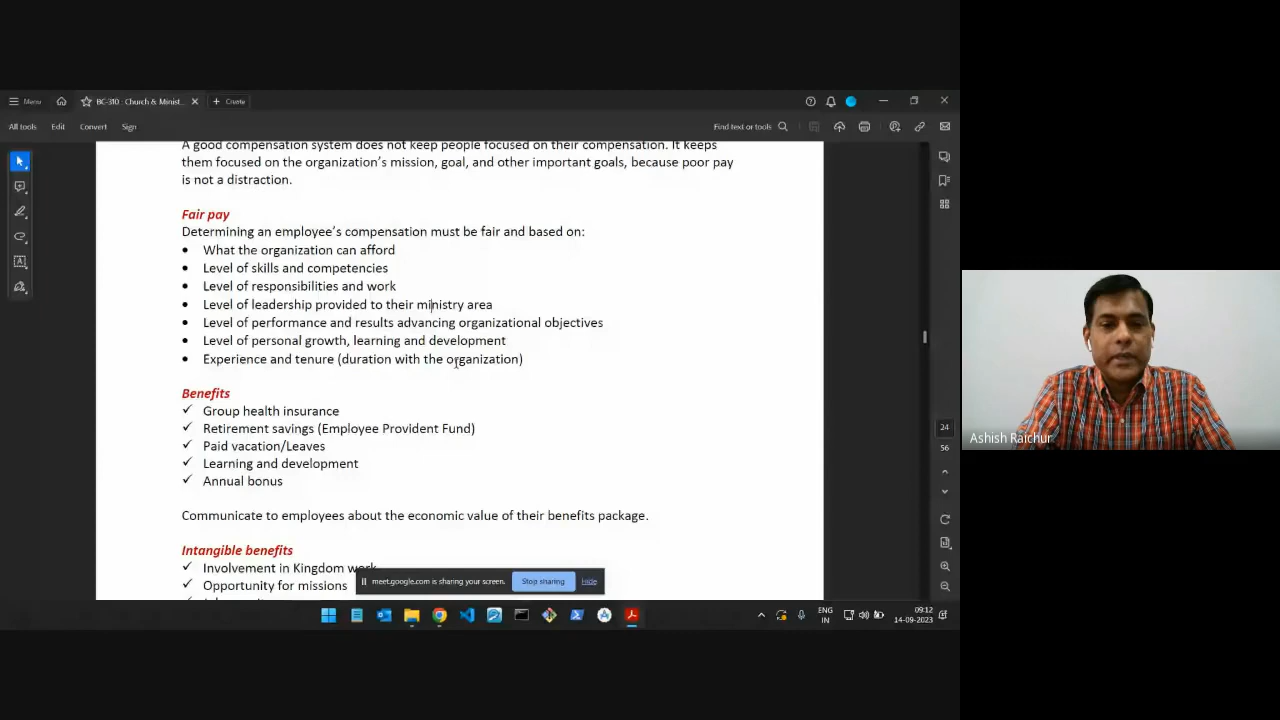 Menu
BC-310 : Church & Minist...
Create
All tools
Edit
Convert
Sign
Find text or tools
A good compensation system does not keep people focused on their compensation. It keeps
them focused on the organization's mission, goal, and other important goals, because poor pay
is not a distraction.
Fair pay
Determining an employee's compensation must be fair and based on:
• What the organization can afford
• Level of skills and competencies
• Level of responsibilities and work
• Level of leadership provided to their ministry area
• Level of performance and results advancing organizational objectives
• Level of personal growth, learning and development
• Experience and tenure (duration with the organization)
Benefits
✓ Group health insurance
✓ Retirement savings (Employee Provident Fund)
✓ Paid vacation/Leaves
✓ Learning and development
✓ Annual bonus
Communicate to employees about the economic value of their benefits package.
Intangible benefits
✓ Involvement in Kingdom work
✓ Opportunity for missions
meet.google.com is sharing your screen.
Stop sharing
Hide
24
56
ENG
IN
09:12
14-09-2023
Ashish Raichur